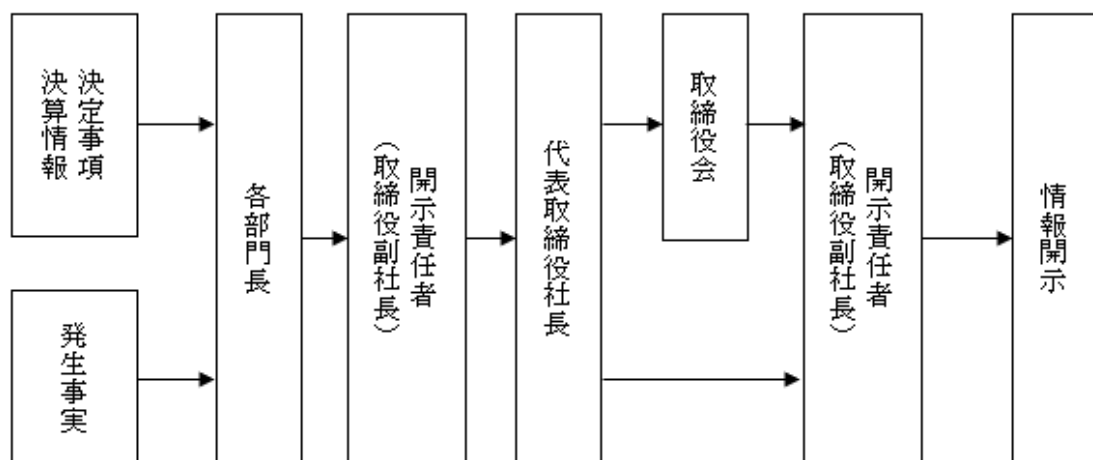 決定事項
決算情報
発生事実
各部門長
開示責任者
（取締役副社長）
代表取締役社長
取締役会
開示責任者
（取締役副社長）
情報開示